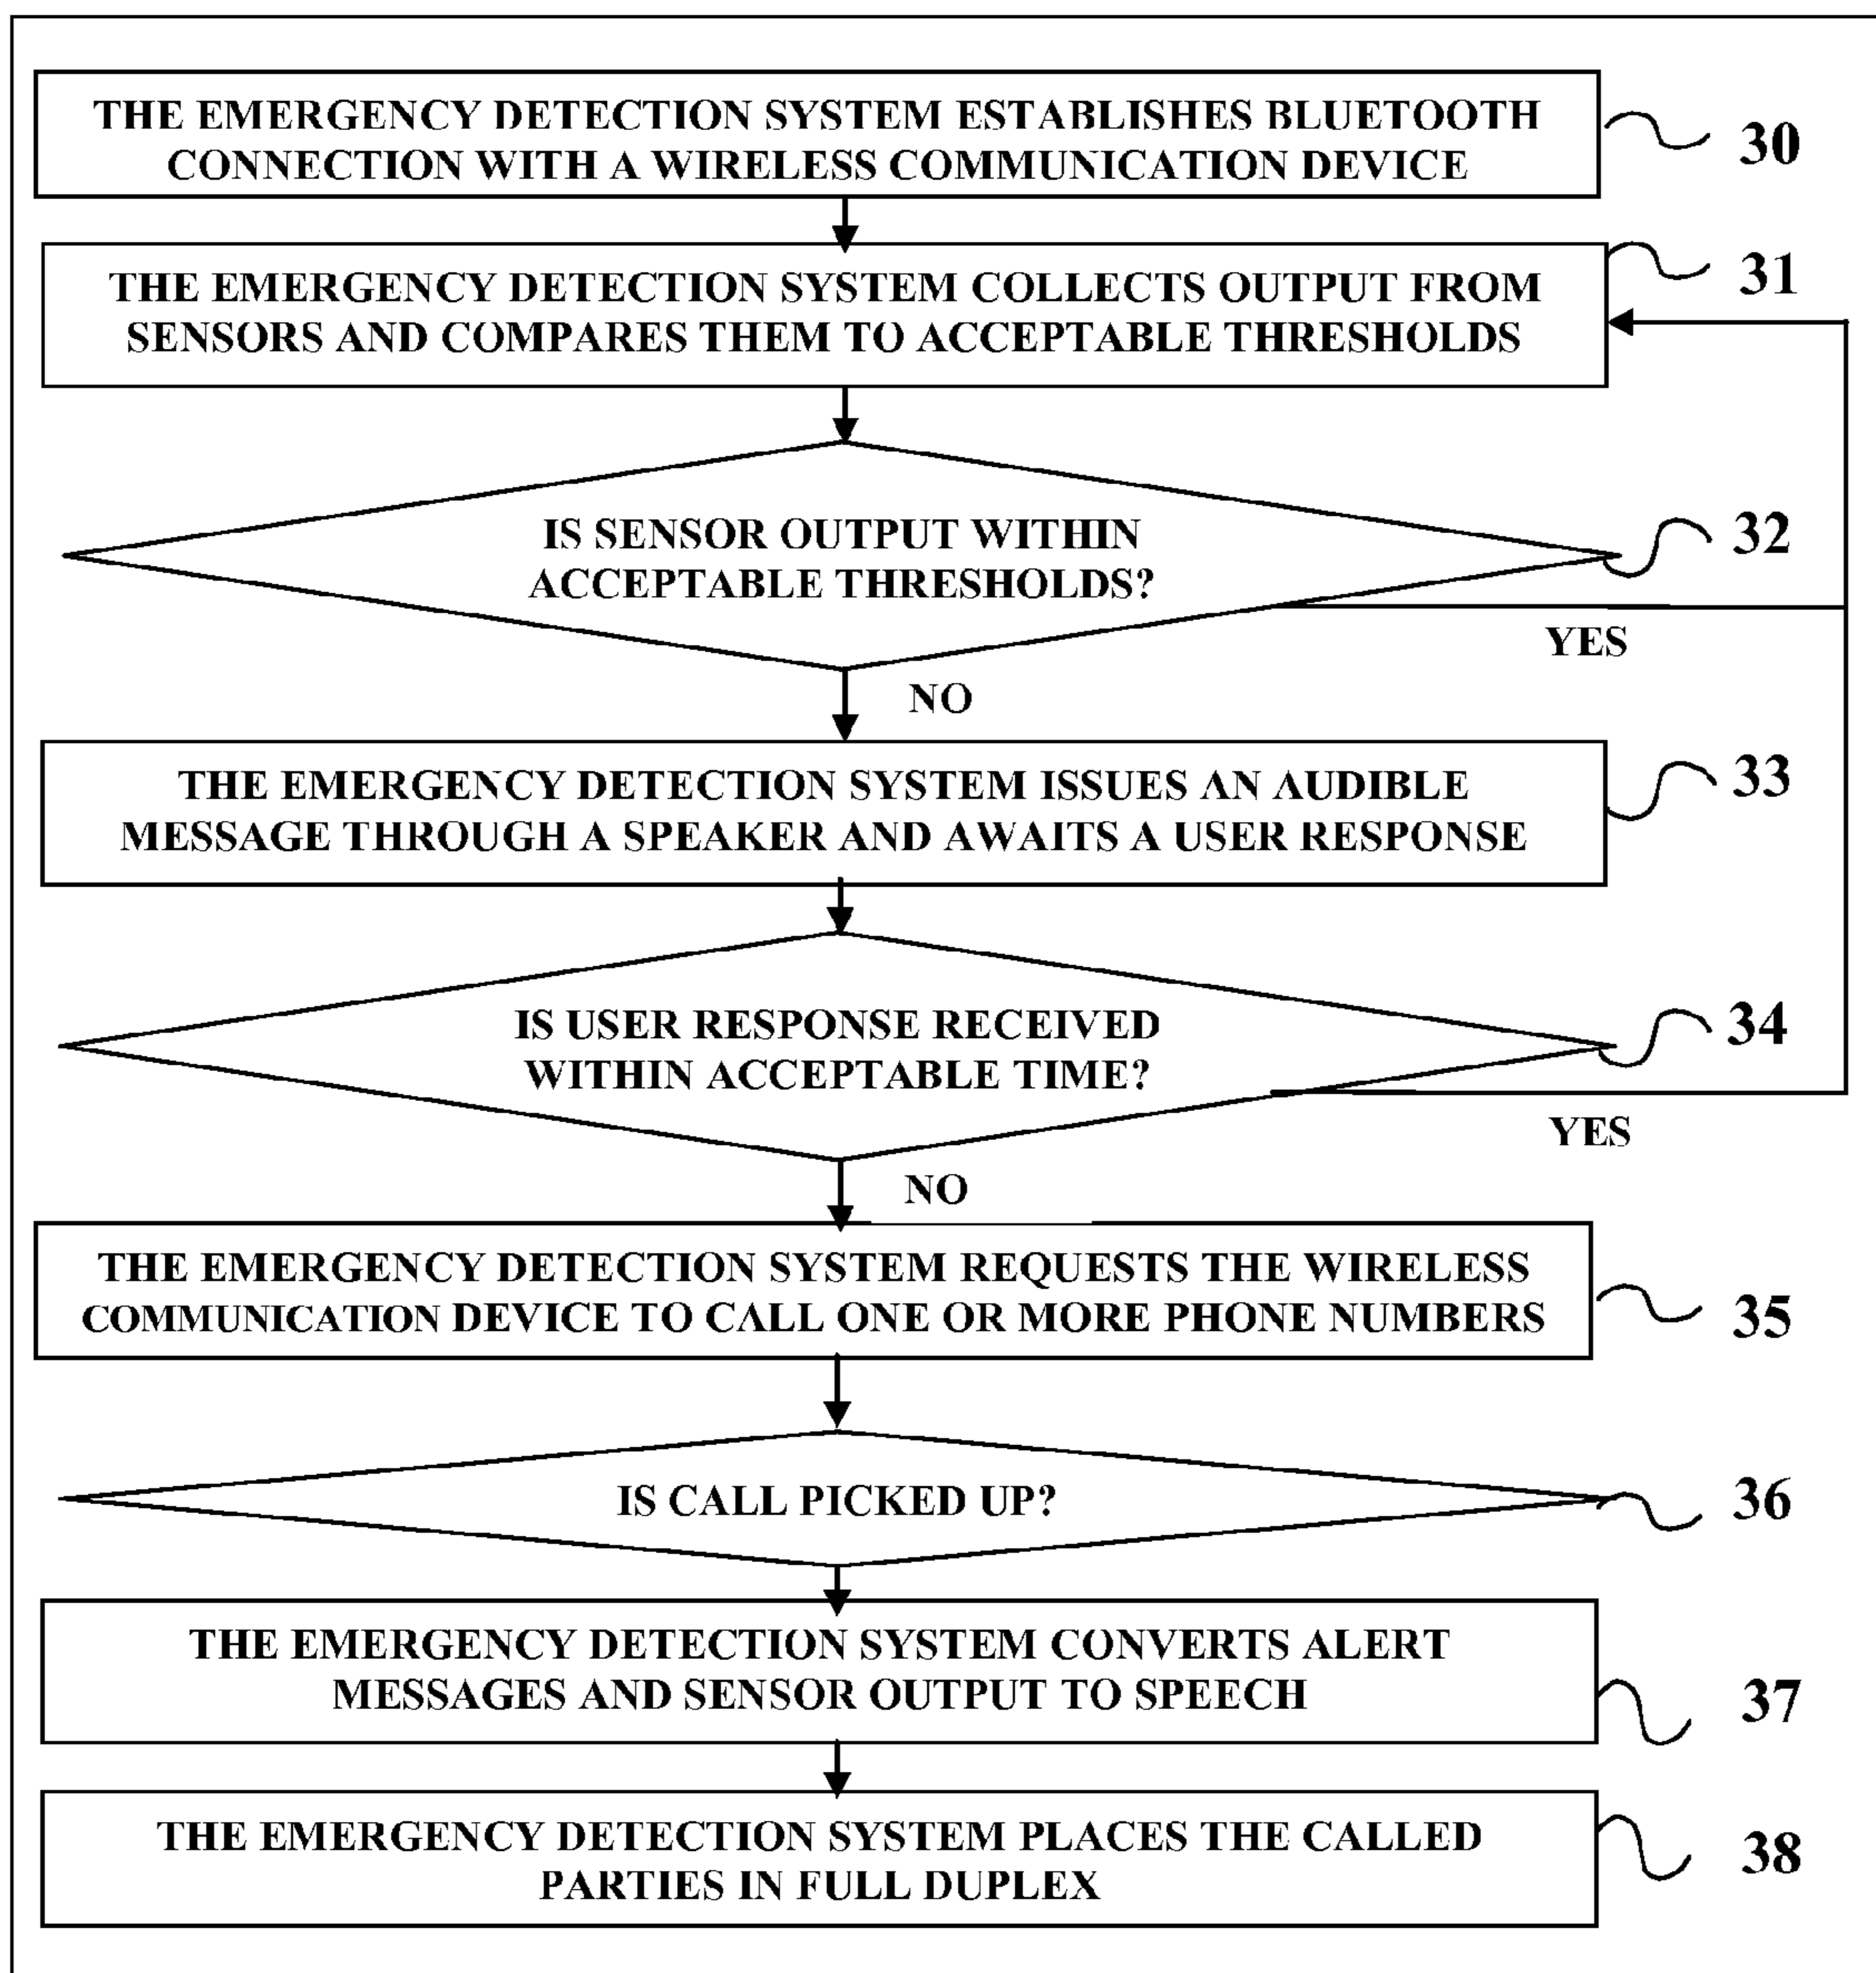 THE EMERGENCY DETECTION SYSTEM ESTABLISHES BLUETOOTH
CONNECTION WITH A WIRELESS COMMUNICATION DEVICE
30
THE EMERGENCY DETECTION SYSTEM COLLECTS OUTPUT FROM
SENSORS AND COMPARES THEM TO ACCEPTABLE THRESHOLDS
31
IS SENSOR OUTPUT WITHIN
ACCEPTABLE THRESHOLDS?
32
YES
NO
THE EMERGENCY DETECTION SYSTEM ISSUES AN AUDIBLE
MESSAGE THROUGH A SPEAKER AND AWAITS A USER RESPONSE
33
IS USER RESPONSE RECEIVED
WITHIN ACCEPTABLE TIME?
34
YES
NO
THE EMERGENCY DETECTION SYSTEM REQUESTS THE WIRELESS
COMMUNICATION DEVICE TO CALL ONE OR MORE PHONE NUMBERS
35
IS CALL PICKED UP?
36
THE EMERGENCY DETECTION SYSTEM CONVERTS ALERT
MESSAGES AND SENSOR OUTPUT TO SPEECH
37
THE EMERGENCY DETECTION SYSTEM PLACES THE CALLED
PARTIES IN FULL DUPLEX
38